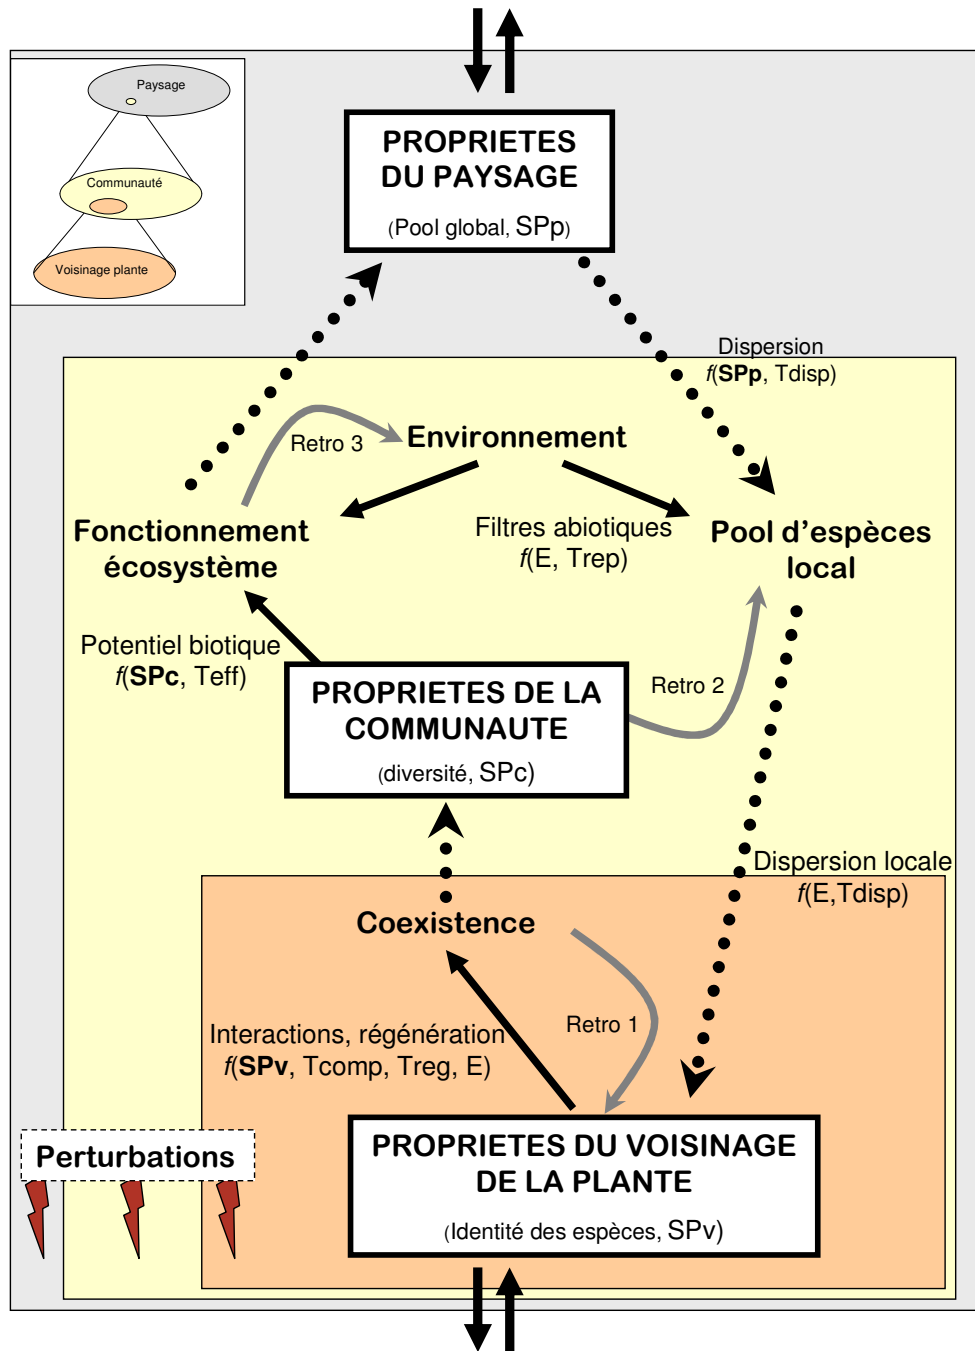 Paysage
Communauté
Voisinage plante
PROPRIETES
DU PAYSAGE
(Pool global, SPp)
Dispersion
f(SPp, Tdisp)
Retro 3
Environnement
Fonctionnement
écosystème
Filtres abiotiques
f(E, Trep)
Pool d’espèces
local
Potentiel biotique
f(SPc, Teff)
PROPRIETES DE LA
COMMUNAUTE
(diversité, SPc)
Retro 2
Dispersion locale
f(E,Tdisp)
Coexistence
Interactions, régénération
f(SPv, Tcomp, Treg, E)
Retro 1
Perturbations
PROPRIETES DU VOISINAGE
DE LA PLANTE
(Identité des espèces, SPv)